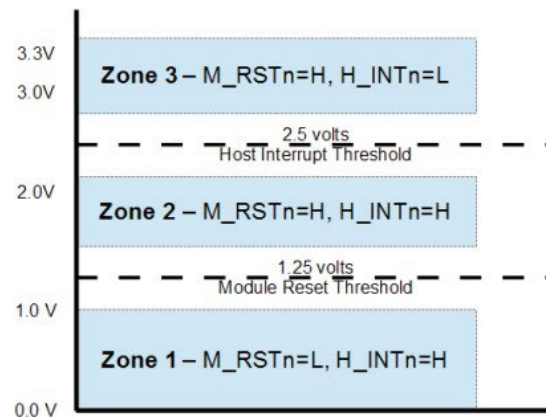 3.3V
Zone 3 – M_RSTn=H, H_INTn=L
3.0V
2.5 volts
Host Interrupt Threshold
2.0V
Zone 2 – M_RSTn=H, H_INTn=H
1.25 volts
Module Reset Threshold
1.0 V
Zone 1 – M_RSTn=L, H_INTn=H
0.0 V